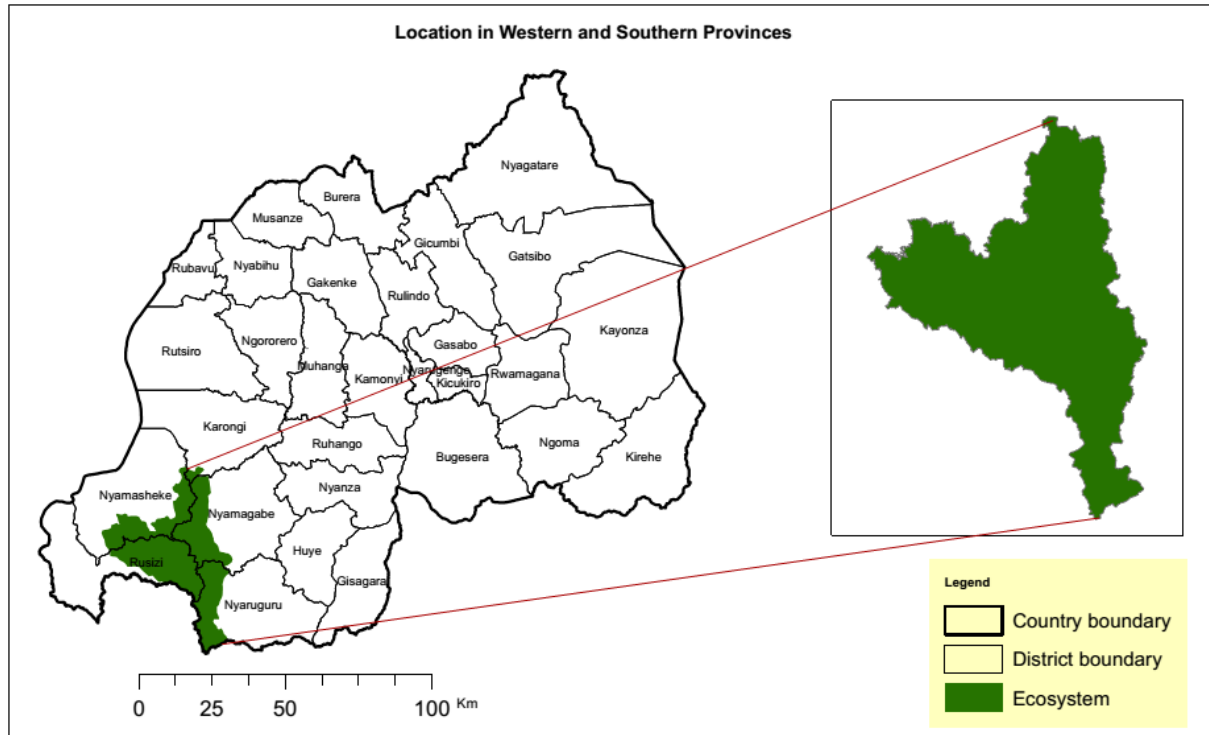 Location in Western and Southern Provinces
Nyagatare
Burera
Musanze
Gicumbi
Gatsibo
Rubavu
Nyabihu
Gakenke
Rulindo
Kayonza
Rutsiro
Ngororero
Gasabo
Muhanga
Nyarugenge
Kamonyi
Kicukiro
Rwamagana
Karongi
Ruhango
Ngoma
Bugesera
Kirehe
Nyanza
Nyamasheke
Nyamagabe
Huye
Rusizi
Gisagara
Nyaruguru
Legend
Country boundary
District boundary
Ecosystem
0 25 50 100 Km